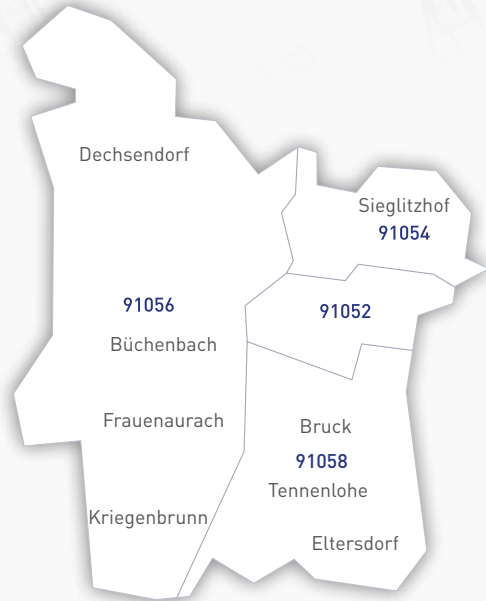 Dechsendorf
Sieglitzhof
91054
91056
91052
Büchenbach
Frauenaurach
Bruck
91058
Tennenlohe
Kriegenbrunn
Eltersdorf